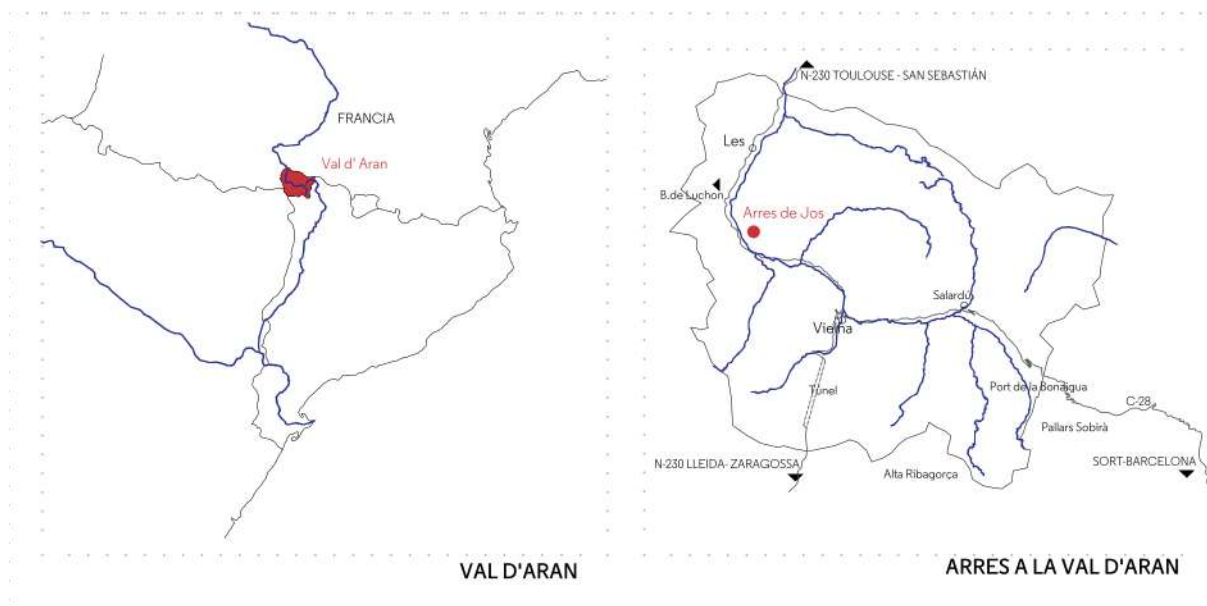 FRANCIA
Val d' Aran
VAL D'ARAN
N-230 TOULOUSE - SAN SEBASTIÁN
Les
B.de Luchon
Arres de Jos
Salardú
Vielha
Túnel
Port de la Bonaigua
C-28
Pallars Sobirà
N-230 LLEIDA- ZARAGOSSA
Alta Ribagorça
SORT-BARCELONA
ARRES A LA VAL D'ARAN